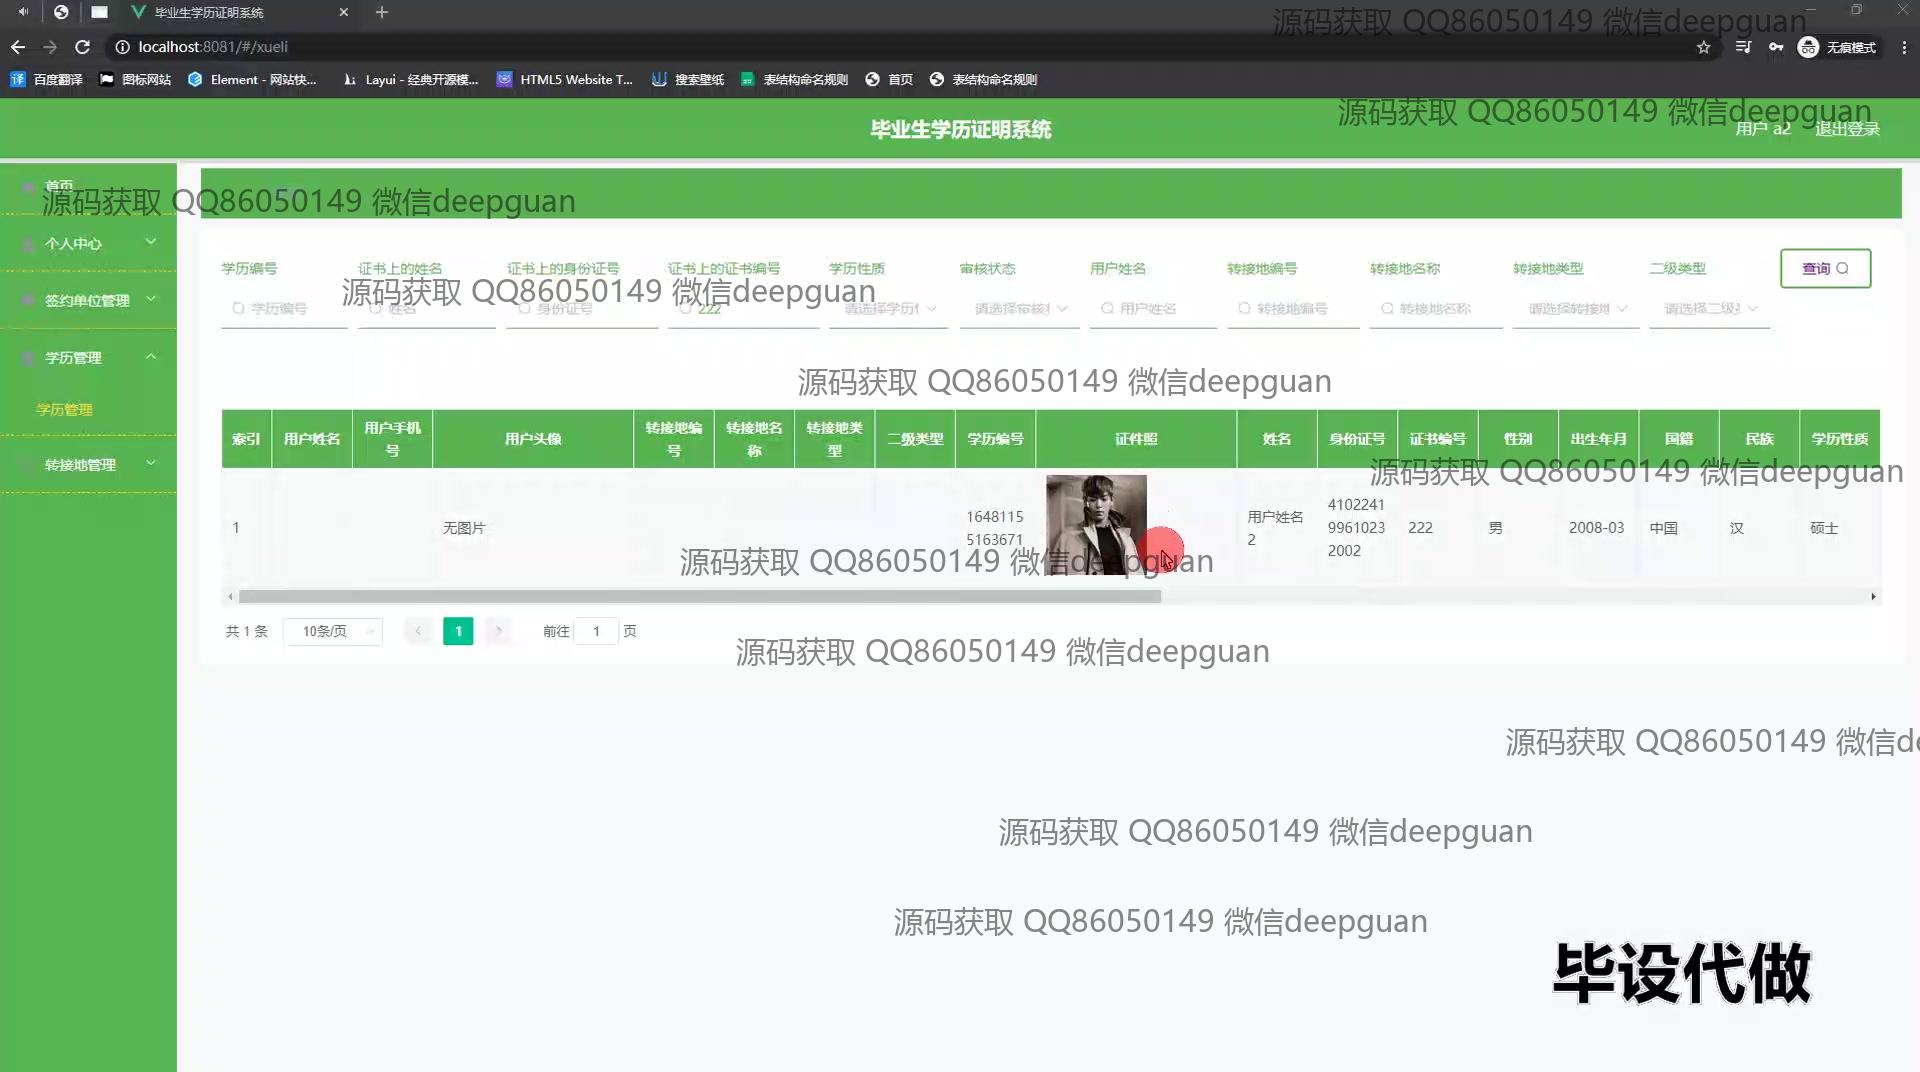 毕业生学历证明系统
localhost:8081/#/xueli
无痕模式
百度翻译
图标网站
Element - 网站快...
Layui - 经典开源模...
HTML5 Website T...
搜索壁纸
表结构命名规则
首页
表结构命名规则
源码获取 QQ86050149 微信deepguan
毕业生学历证明系统
用户 a2
退出登录
源码获取 QQ86050149 微信deepguan
首页
个人中心
签约单位管理
学历管理
学历管理
转接地管理
源码获取 QQ86050149 微信deepguan
学历编号
证书上的姓名
证书上的身份证号
证书上的证书编号
学历性质
审核状态
用户姓名
转接地编号
转接地名称
转接地类型
二级类型
查询
学历编号
姓名
身份证号
222
请选择学历
请选择审核
用户姓名
转接地编号
转接地名称
请选择转接地
请选择二级
源码获取 QQ86050149 微信deepguan
源码获取 QQ86050149 微信deepguan
索引
用户姓名
用户手机号
用户头像
转接地编号
转接地名称
转接地类型
二级类型
学历编号
证件照
姓名
身份证号
证书编号
性别
出生年月
国籍
民族
学历性质
源码获取 QQ86050149 微信deepguan
1
无图片
1648115
5163671
用户姓名
2
4102241
9961023
2002
222
男
2008-03
中国
汉
硕士
源码获取 QQ86050149 微信deepguan
共 1 条
10条/页
1
前往
1
页
源码获取 QQ86050149 微信deepguan
源码获取 QQ86050149 微信de
源码获取 QQ86050149 微信deepguan
源码获取 QQ86050149 微信deepguan
毕设代做